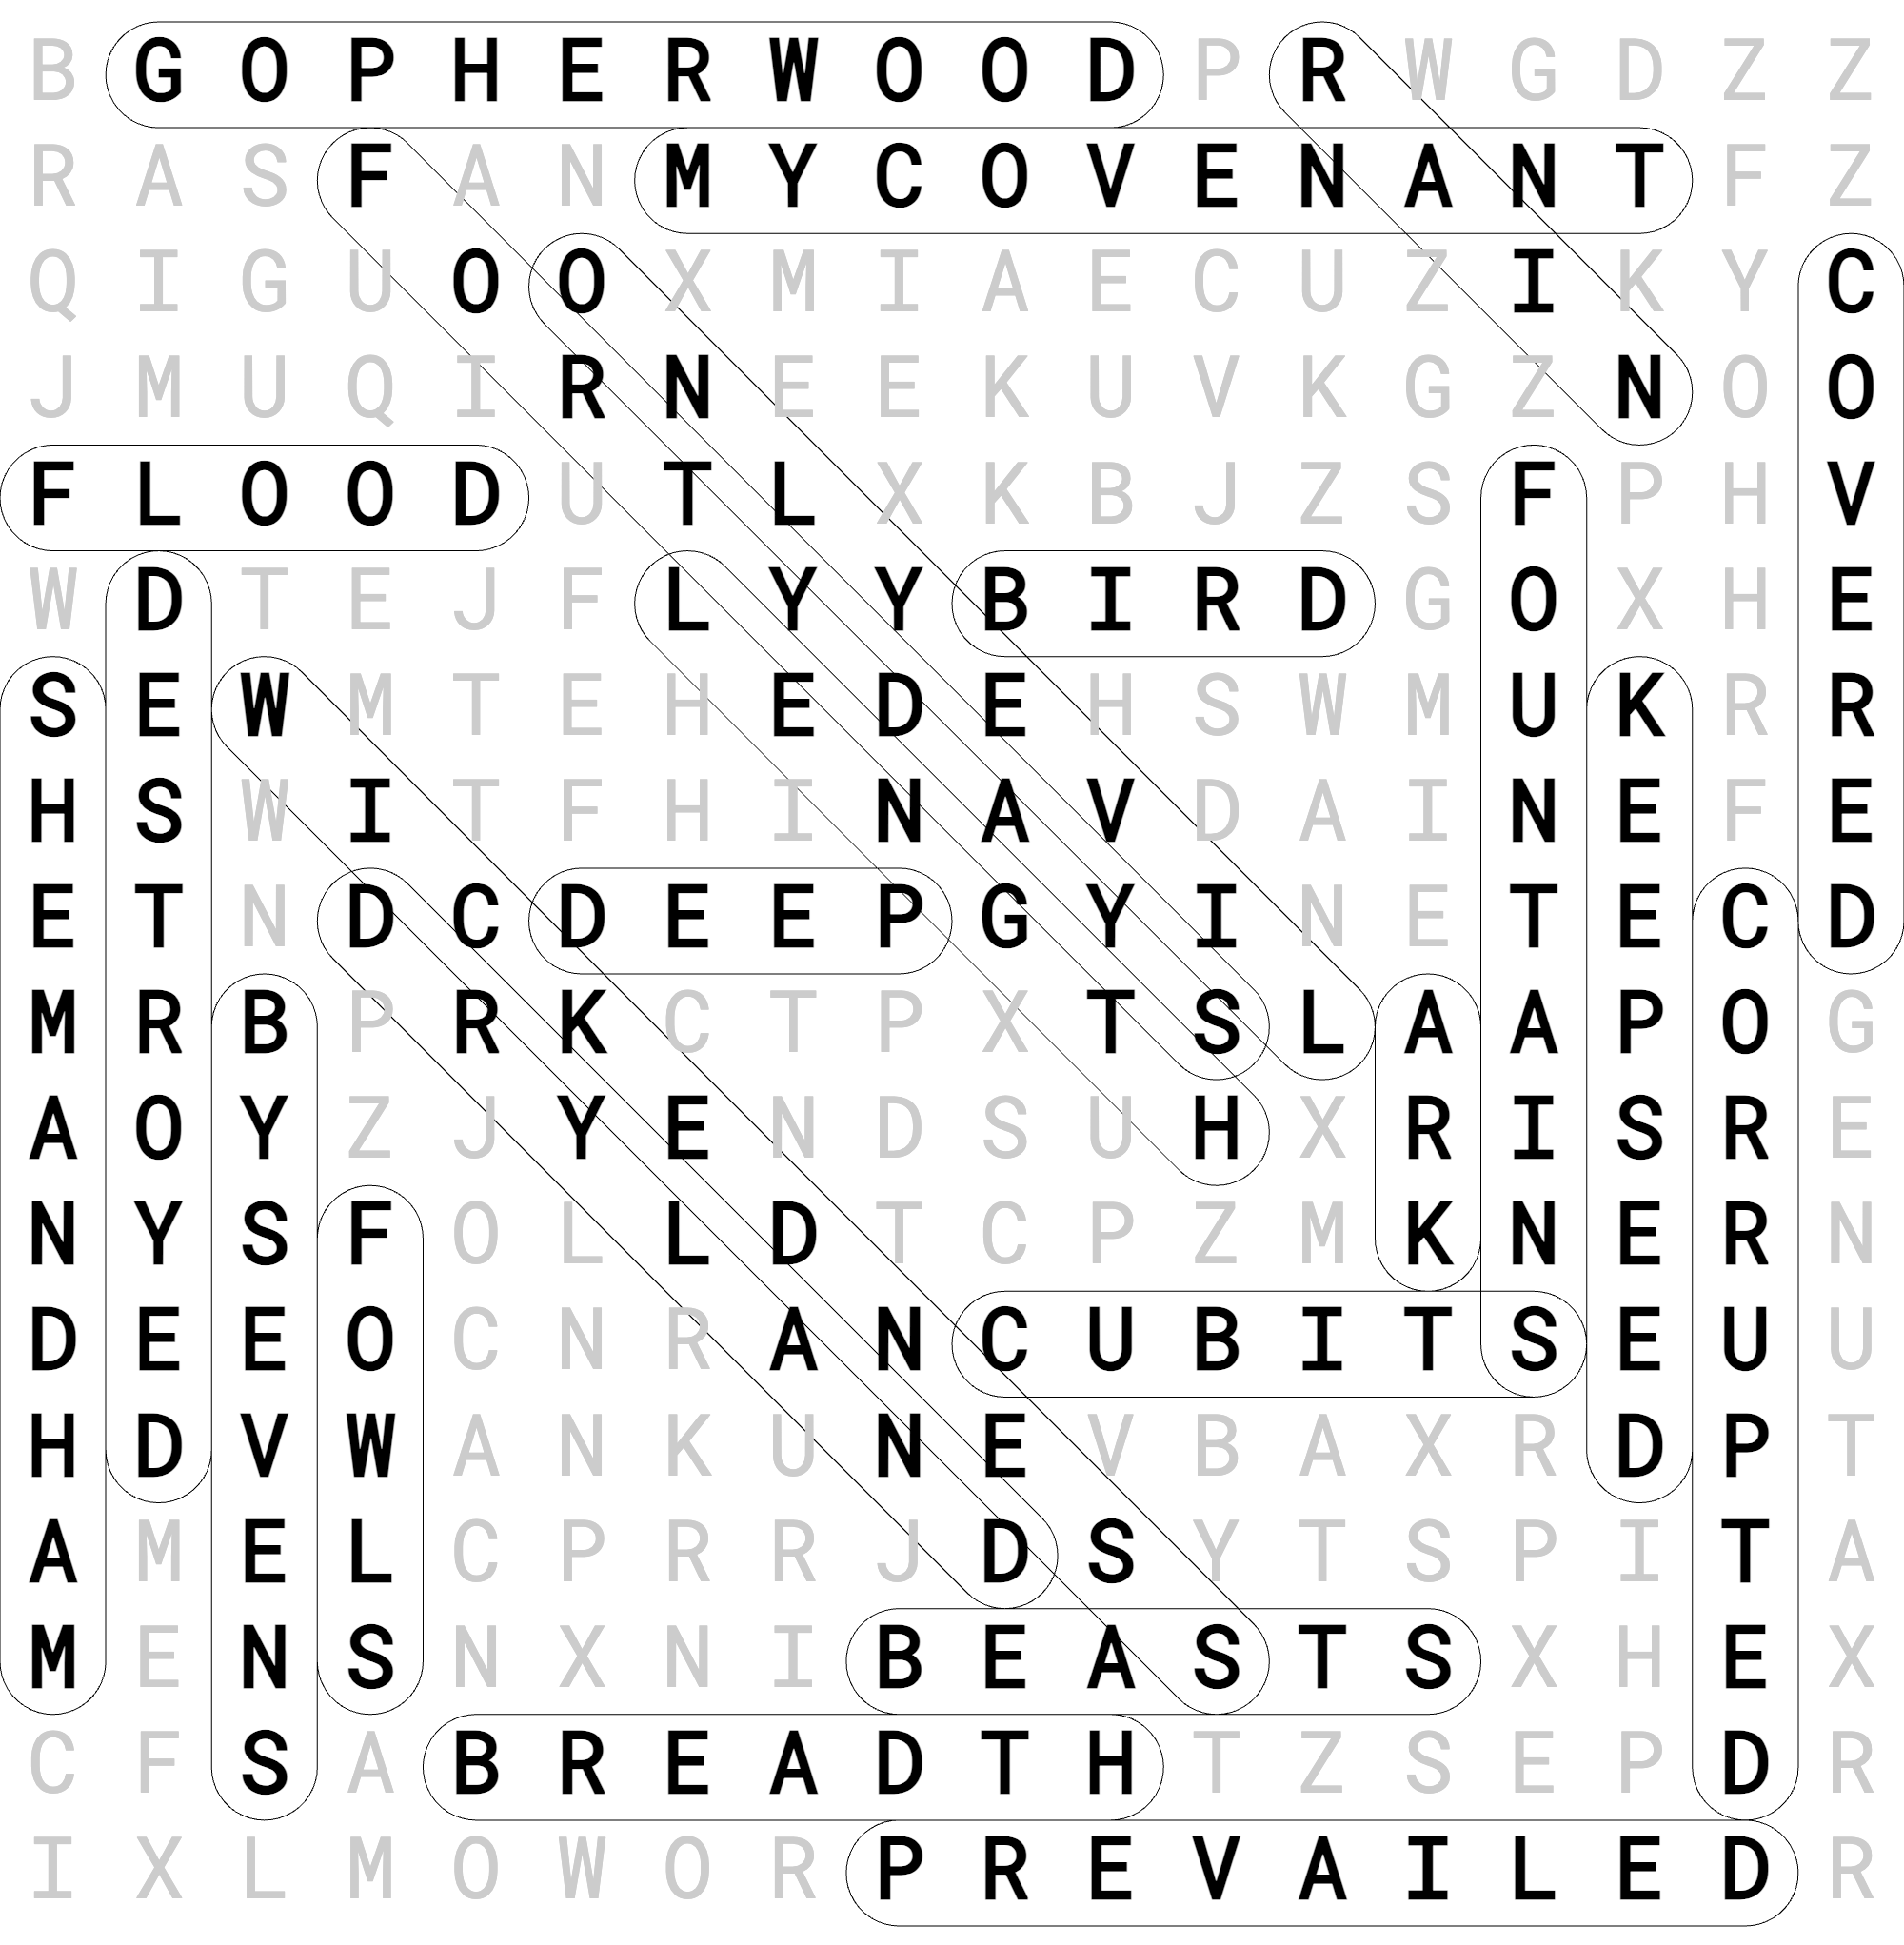 B G O P H E R W O O D P R W G D Z Z
R A S F A N M Y C O V E N A N T F Z
Q I G U O O X M I A E C U Z I K Y C
J M U Q I R N E E K U V K G Z N O O
F L O O D U T L X K B J Z S F P H V
W D T E J F L Y Y B I R D G O X H E
S E W M T E H E D E H S W M U K R R
H S W I T F H I N A V D A I N E F E
E T N D C D E E P G Y I N E T E C D
M R B P R K C T P X T S L A A P O G
A O Y Z J Y E N D S U H X R I S R E
N Y S F O L L D T C P Z M K N E R N
D E E O C N R A N C U B I T S E U U
H D V W A N K U N E V B A X R D P T
A M E L C P R R J D S Y T S P I T A
M E N S N X N I B E A S T S X H E X
C F S A B R E A D T H T Z S E P D R
I X L M O W O R P R E V A I L E D R